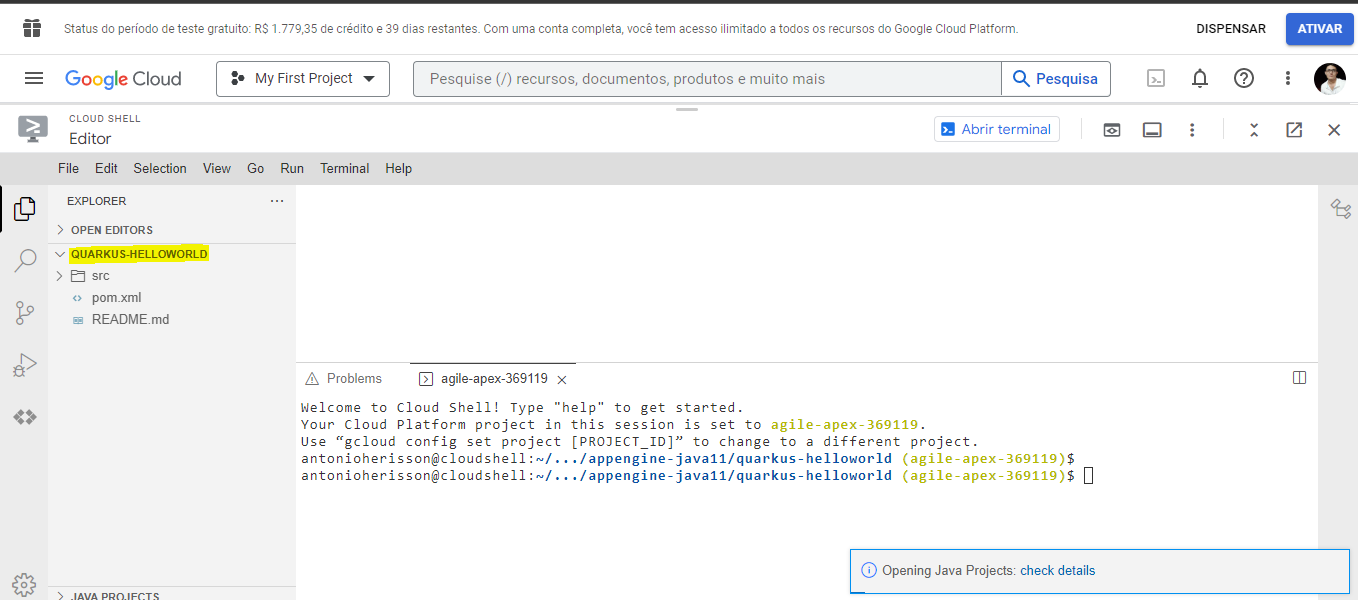 Status do período de teste gratuito: R$ 1.779,35 de crédito e 39 dias restantes. Com uma conta completa, você tem acesso ilimitado a todos os recursos do Google Cloud Platform.
DISPENSAR
ATIVAR
Google Cloud
My First Project
Pesquise (/) recursos, documentos, produtos e muito mais
Pesquisa
CLOUD SHELL
Editor
Abrir terminal
File Edit Selection View Go Run Terminal Help
EXPLORER
OPEN EDITORS
QUARKUS-HELLOWORLD
src
pom.xml
README.md
Problems
agile-apex-369119
Welcome to Cloud Shell! Type "help" to get started.
Your Cloud Platform project in this session is set to agile-apex-369119.
Use “gcloud config set project [PROJECT_ID]” to change to a different project.
antonioherisson@cloudshell:~/.../appengine-java11/quarkus-helloworld (agile-apex-369119)$
antonioherisson@cloudshell:~/.../appengine-java11/quarkus-helloworld (agile-apex-369119)$
Opening Java Projects: check details
JAVA PROJECTS